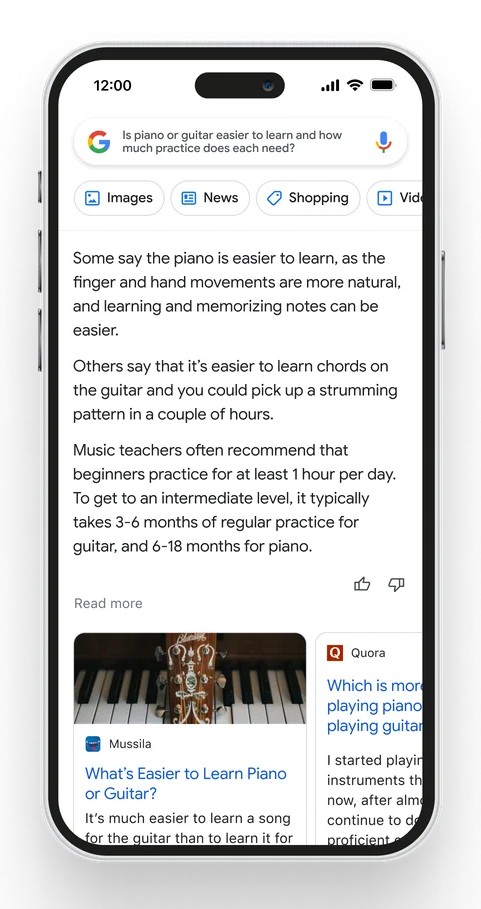 12:00
Is piano or guitar easier to learn and how
much practice does each need?
Images
News
Shopping
Some say the piano is easier to learn, as the
finger and hand movements are more natural,
and learning and memorizing notes can be
easier.
Others say that it’s easier to learn chords on
the guitar and you could pick up a strumming
pattern in a couple of hours.
Music teachers often recommend that
beginners practice for at least 1 hour per day.
To get to an intermediate level, it typically
takes 3-6 months of regular practice for
guitar, and 6-18 months for piano.
Read more
Mussila
What’s Easier to Learn Piano
or Guitar?
It’s much easier to learn a song
for the guitar than to learn it for
Quora
Which is more
playing piano
playing guitar
I started
instruments
now, after
continue to
proficient